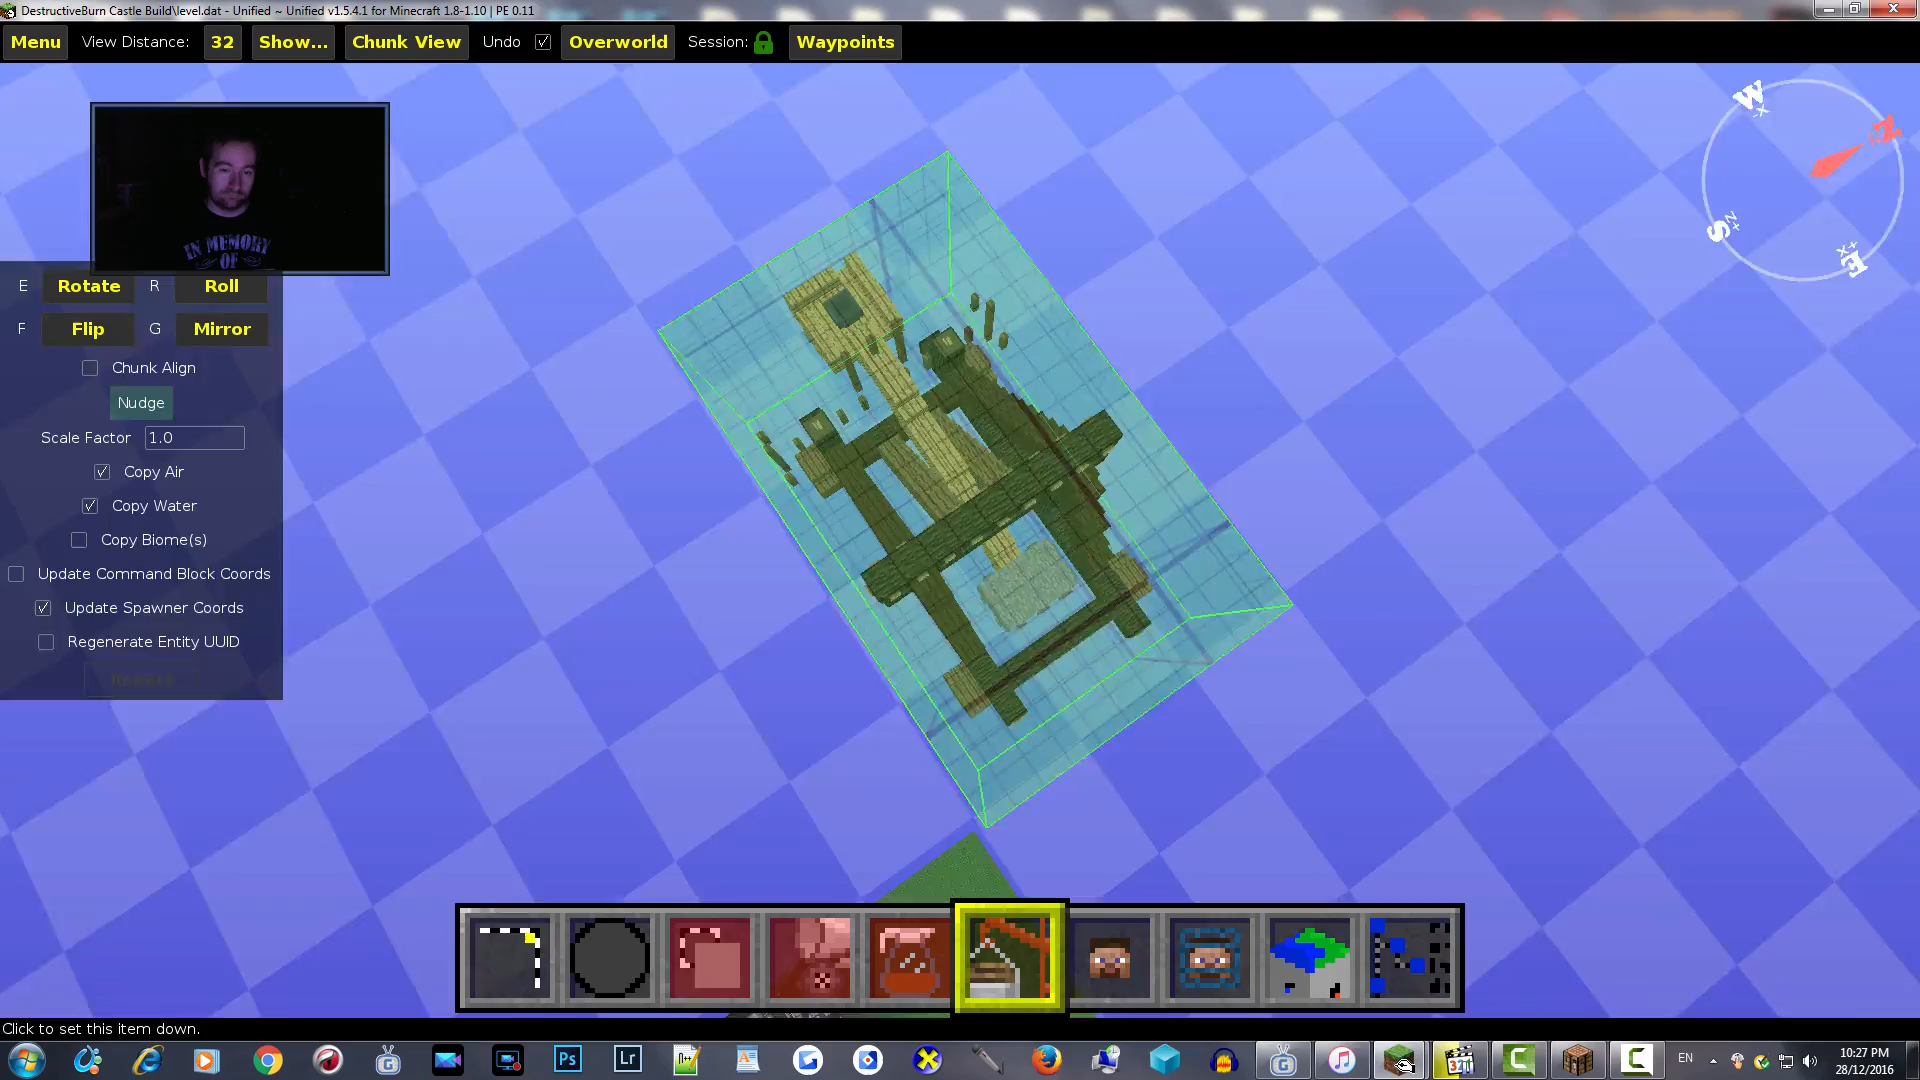 DestructiveBurn Castle Build\level.dat - Unified ~ Unified v1.5.4.1 for Minecraft 1.8-1.10 | PE 0.11
Menu View Distance: 32 Show... Chunk View Undo Overworld Session: Waypoints
W
X
Z
S
Z+
X+
E
IN MEMORY
OF
E Rotate R Roll
F Flip G Mirror
Chunk Align
Nudge
Scale Factor 1.0
Copy Air
Copy Water
Copy Biome(s)
Update Command Block Coords
Update Spawner Coords
Regenerate Entity UUID
Click to set this item down.
Ps Lr n++ 320 EN 10:27 PM
28/12/2016